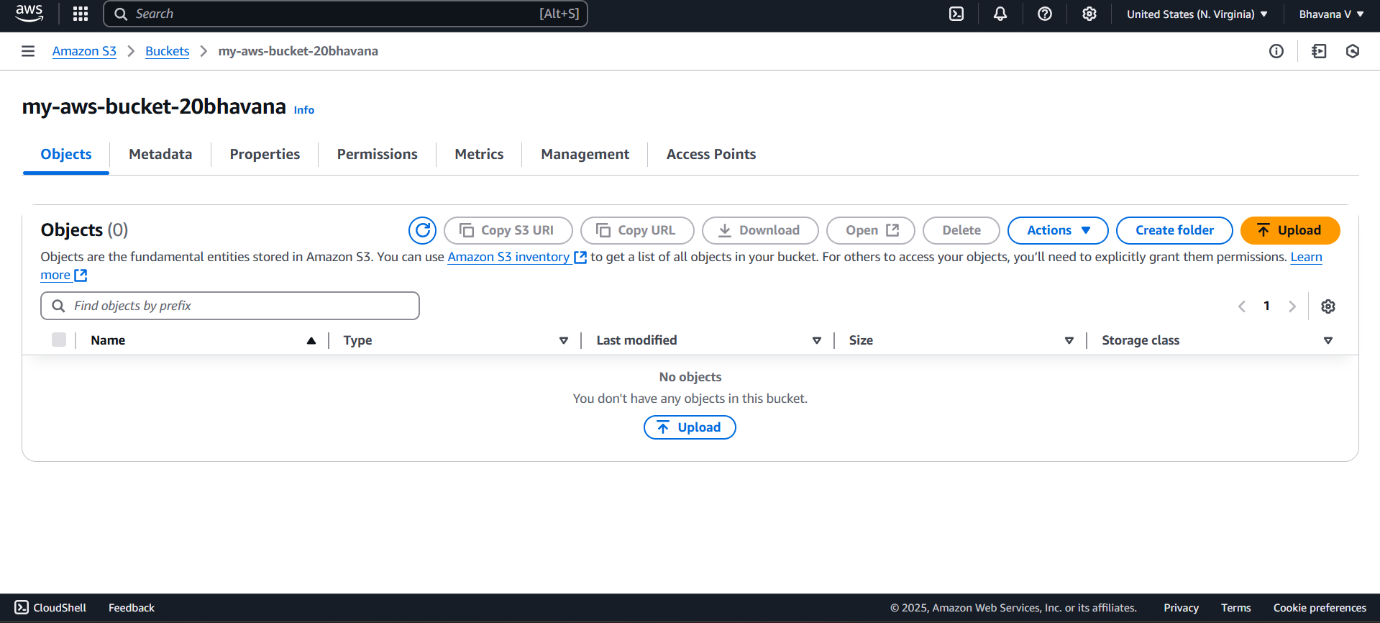 aws
Search [Alt+S]
United States (N. Virginia) Bhavana V
Amazon S3 Buckets my-aws-bucket-20bhavana
my-aws-bucket-20bhavana Info
Objects Metadata Properties Permissions Metrics Management Access Points
Objects (0) Copy S3 URI Copy URL Download Open Delete Actions Create folder Upload
Objects are the fundamental entities stored in Amazon S3. You can use Amazon S3 inventory to get a list of all objects in your bucket. For others to access your objects, you'll need to explicitly grant them permissions. Learn
more
Find objects by prefix 1
Name Type Last modified Size Storage class
No objects
You don't have any objects in this bucket.
Upload
CloudShell Feedback © 2025, Amazon Web Services, Inc. or its affiliates. Privacy Terms Cookie preferences